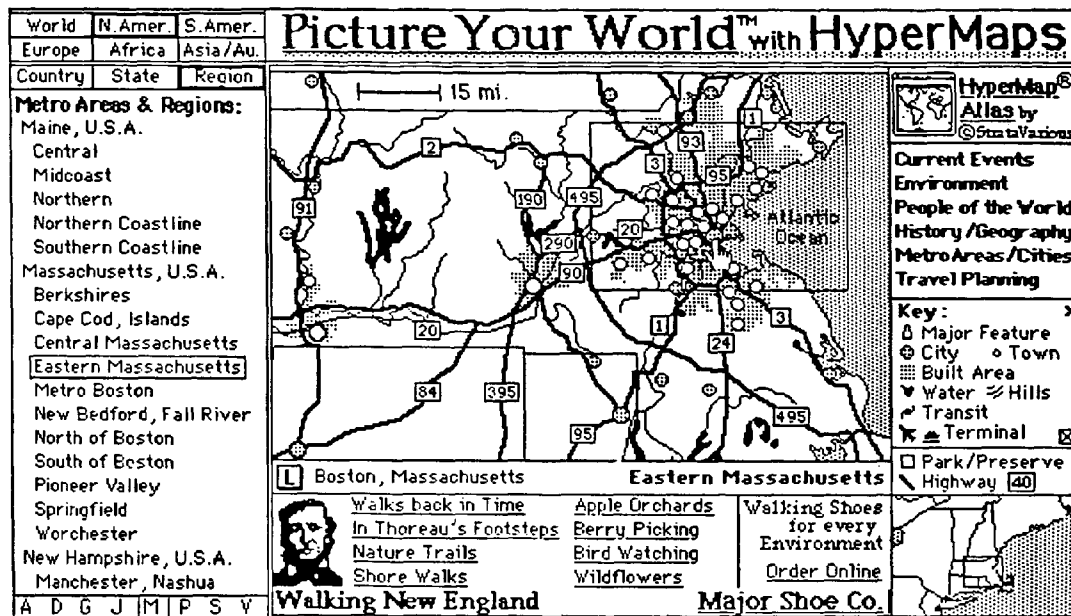 World N.Amer. S.Amer.
Europe Africa Asia/Au.
Country State Region
Metro Areas & Regions:
Maine, U.S.A.
Central
Midcoast
Northern
Northern Coastline
Southern Coastline
Massachusetts, U.S.A.
Berkshires
Cape Cod, Islands
Central Massachusetts
Eastern Massachusetts
Metro Boston
New Bedford, Fall River
North of Boston
South of Boston
Pioneer Valley
Springfield
Worchester
New Hampshire, U.S.A.
Manchester, Nashua
A D G J M P S V
Picture Your World™ with HyperMaps
15 mi.
1
2
93
3
95
91
190
495
20
290
90
Atlantic
Ocean
20
1
24
3
84
395
95
495
L Boston, Massachusetts Eastern Massachusetts
Walks back in Time
In Thoreau's Footsteps
Nature Trails
Shore Walks
Apple Orchards
Berry Picking
Bird Watching
Wildflowers
Walking Shoes
for every
Environment
Order Online
Walking New England Major Shoe Co.
HyperMap®
Atlas by
©StrataVarious
Current Events
Environment
People of the World
History/Geography
Metro Areas/Cities
Travel Planning
Key:
Major Feature
City Town
Built Area
Water Hills
Transit
Terminal
Park/Preserve
Highway 40